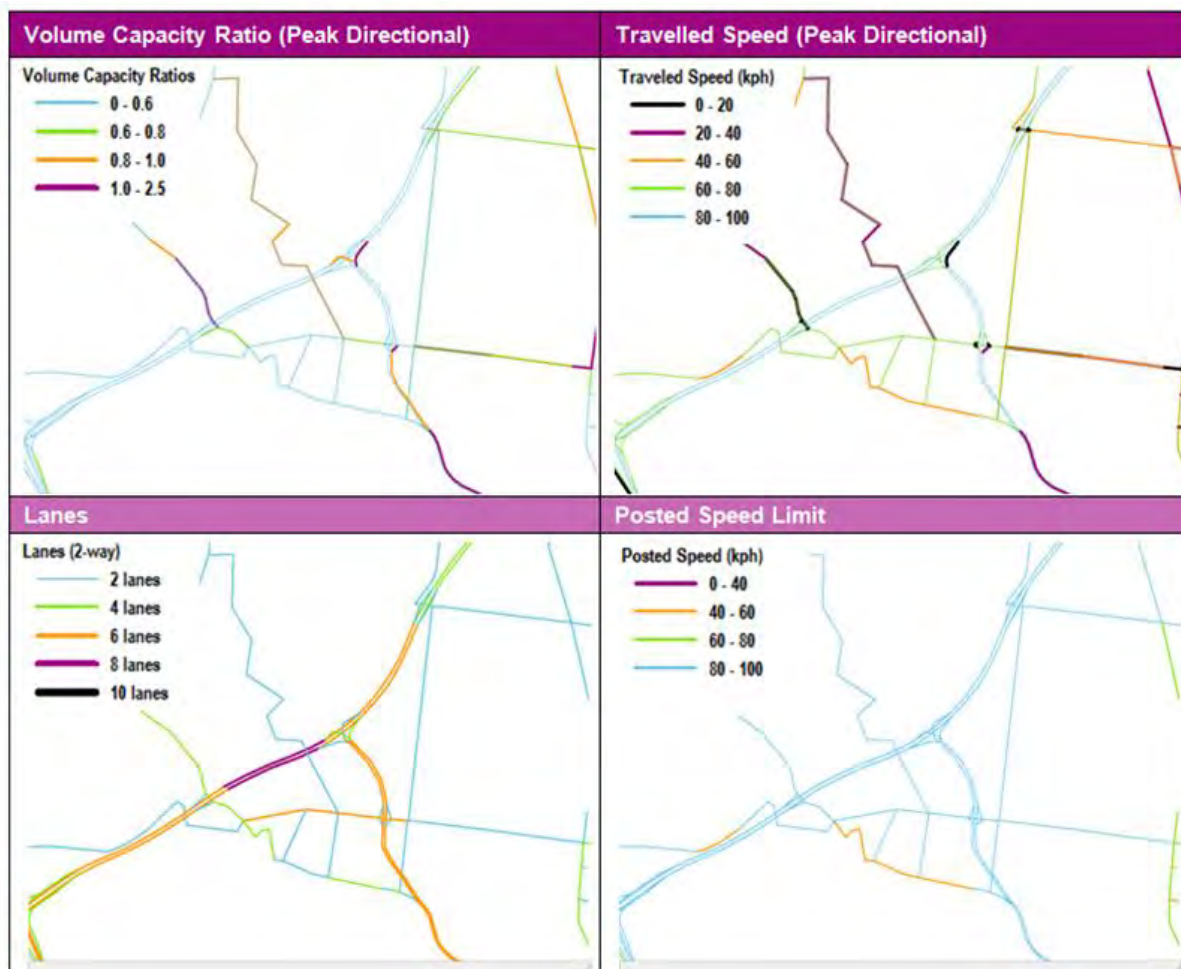 Volume Capacity Ratio (Peak Directional)
Volume Capacity Ratios
0 - 0.6
0.6 - 0.8
0.8 - 1.0
1.0 - 2.5
Travelled Speed (Peak Directional)
Traveled Speed (kph)
0 - 20
20 - 40
40 - 60
60 - 80
80 - 100
Lanes
Lanes (2-way)
2 lanes
4 lanes
6 lanes
8 lanes
10 lanes
Posted Speed Limit
Posted Speed (kph)
0 - 40
40 - 60
60 - 80
80 - 100